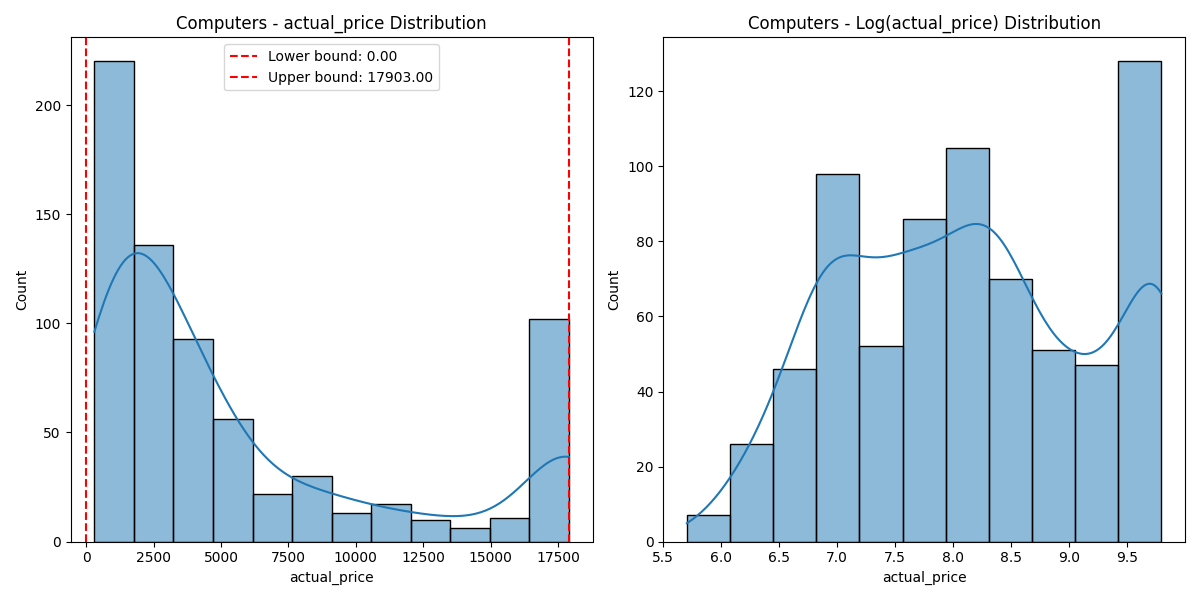 Computers - actual_price Distribution
Lower bound: 0.00
Upper bound: 17903.00
Count
200
150
100
50
0
0 2500 5000 7500 10000 12500 15000 17500
actual_price
Computers - Log(actual_price) Distribution
Count
120
100
80
60
40
20
0
5.5 6.0 6.5 7.0 7.5 8.0 8.5 9.0 9.5
actual_price